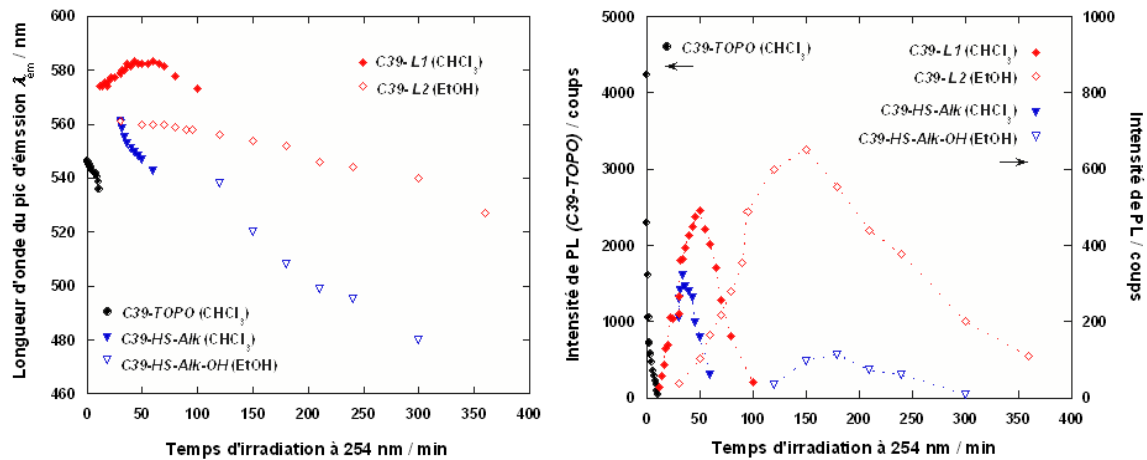 Longueur d'onde du pic d'émission λem / nm
600
580
560
540
520
500
480
460
C39-L1 (CHCl3)
C39-L2 (EtOH)
C39-TOPO (CHCl3)
C39-HS-Alk (CHCl3)
C39-HS-Alk-OH (EtOH)
0 50 100 150 200 250 300 350 400
Temps d'irradiation à 254 nm / min
Intensité de PL (C39-TOPO) / coups
5000
4000
3000
2000
1000
0
C39-TOPO (CHCl3)
C39-L1 (CHCl3)
C39-L2 (EtOH)
C39-HS-Alk (CHCl3)
C39-HS-Alk-OH (EtOH)
1000
800
600
400
200
0
Intensité de PL / coups
0 50 100 150 200 250 300 350 400
Temps d'irradiation à 254 nm / min